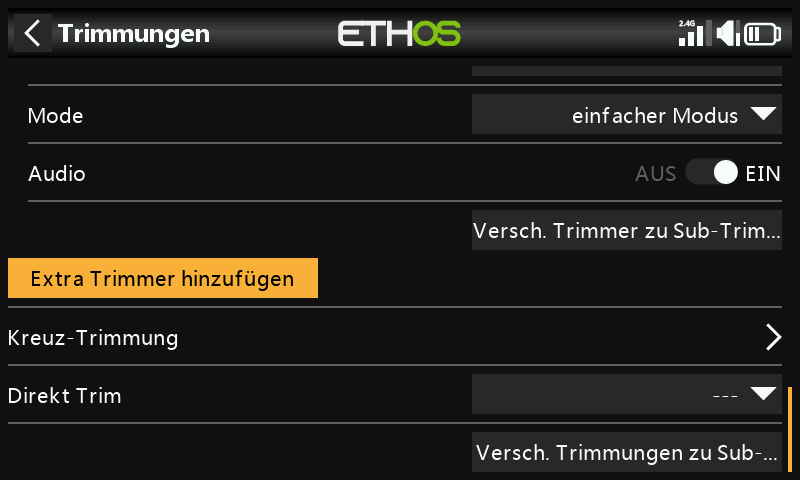 Trimmungen
ETHOS
2.4G
Mode
einfacher Modus
Audio
AUS EIN
Versch. Trimmer zu Sub-Trim...
Extra Trimmer hinzufügen
Kreuz-Trimmung
Direkt Trim
---
Versch. Trimmungen zu Sub-...